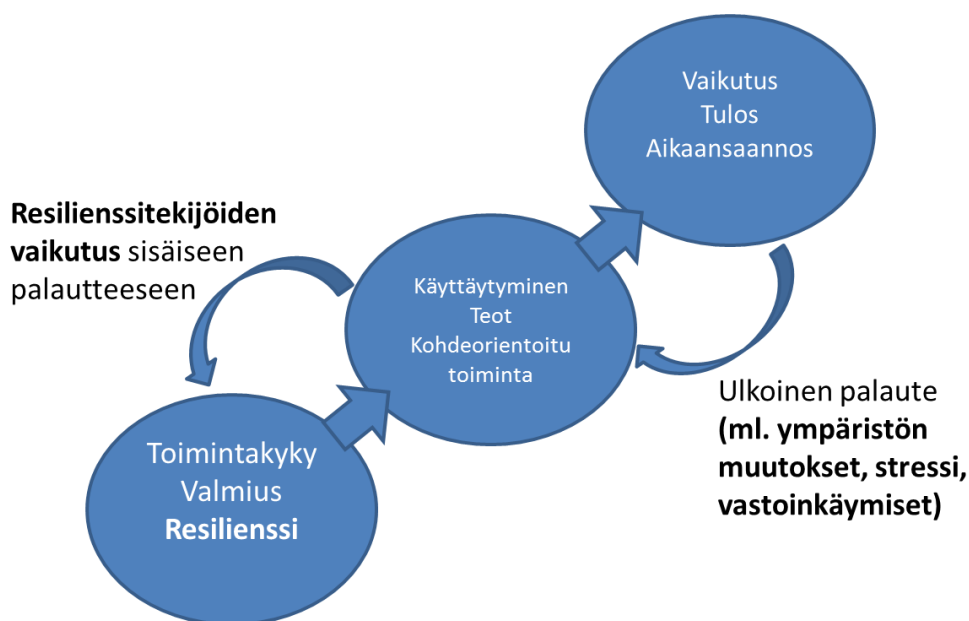 Vaikutus
Tulos
Aikaansaannos
Resilienssitekijöiden
vaikutus sisäiseen
palautteeseen
Käyttäytyminen
Teot
Kohdeorientoitu
toiminta
Ulkoinen palaute
(ml. ympäristön
muutokset, stressi,
vastoinkäymiset)
Toimintakyky
Valmius
Resilienssi